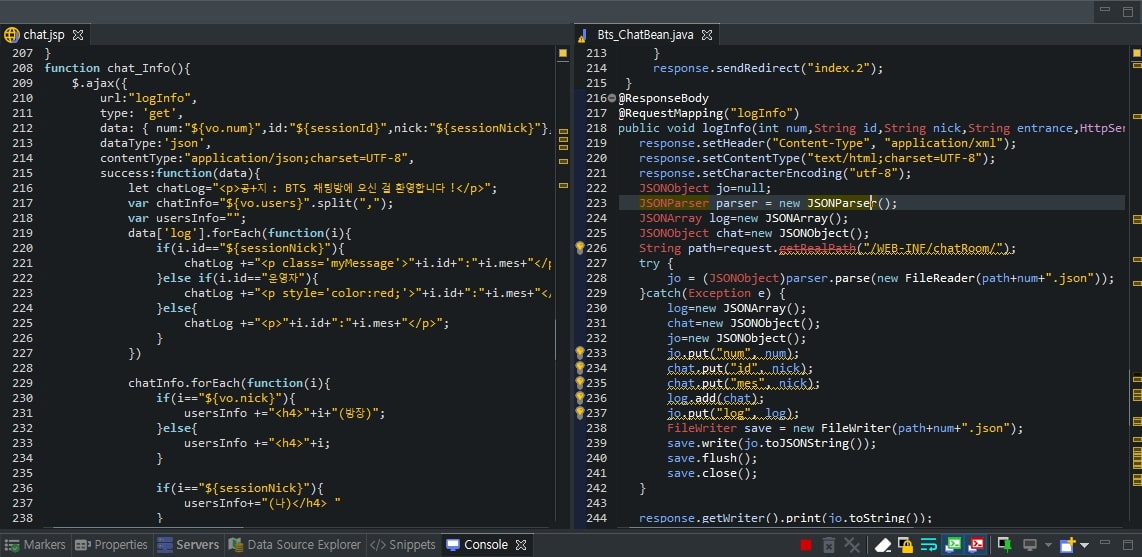 chat.jsp
207 }
208 function chat_Info(){
209 $.ajax({
210 url:"logInfo",
211 type: 'get',
212 data: { num:"${vo.num}",id:"${sessionId}",nick:"${sessionNick}"},
213 dataType:'json',
214 contentType:"application/json;charset=UTF-8",
215 success:function(data){
216 let chatLog="<p>공+지 : BTS 채팅방에 오신 걸 환영합니다 !</p>";
217 var chatInfo="${vo.users}".split(",");
218 var usersInfo="";
219 data['log'].forEach(function(i){
220 if(i.id=="${sessionNick}"){
221 chatLog +="<p class='myMessage'>"+i.id+":"+i.mes+"</p
222 }else if(i.id=="운영자"){
223 chatLog +="<p style='color:red;'>"+i.id+":"+i.mes+"</
224 }else{
225 chatLog +="<p>"+i.id+":"+i.mes+"</p>";
226 }
227 })
228
229 chatInfo.forEach(function(i){
230 if(i=="${vo.nick}"){
231 usersInfo +="<h4>"+i+"(방장)";
232 }else{
233 usersInfo +="<h4>"+i;
234 }
235
236 if(i=="${sessionNick}"){
237 usersInfo+="(나)</h4> "
238 }
Bts_ChatBean.java
213 }
214 response.sendRedirect("index.2");
215 }
216 @ResponseBody
217 @RequestMapping("logInfo")
218 public void logInfo(int num,String id,String nick,String entrance,HttpSer
219 response.setHeader("Content-Type", "application/xml");
220 response.setContentType("text/html;charset=UTF-8");
221 response.setCharacterEncoding("utf-8");
222 JSONObject jo=null;
223 JSONParser parser = new JSONParser();
224 JSONArray log=new JSONArray();
225 JSONObject chat=new JSONObject();
226 String path=request.getRealPath("/WEB-INF/chatRoom/");
227 try {
228 jo = (JSONObject)parser.parse(new FileReader(path+num+".json"));
229 }catch(Exception e) {
230 log=new JSONArray();
231 chat=new JSONObject();
232 jo=new JSONObject();
233 jo.put("num", num);
234 chat.put("id", nick);
235 chat.put("mes", nick);
236 log.add(chat);
237 jo.put("log", log);
238 FileWriter save = new FileWriter(path+num+".json");
239 save.write(jo.toJSONString());
240 save.flush();
241 save.close();
242 }
243
244 response.getWriter().print(jo.toString());
Markers Properties Servers Data Source Explorer Snippets Console